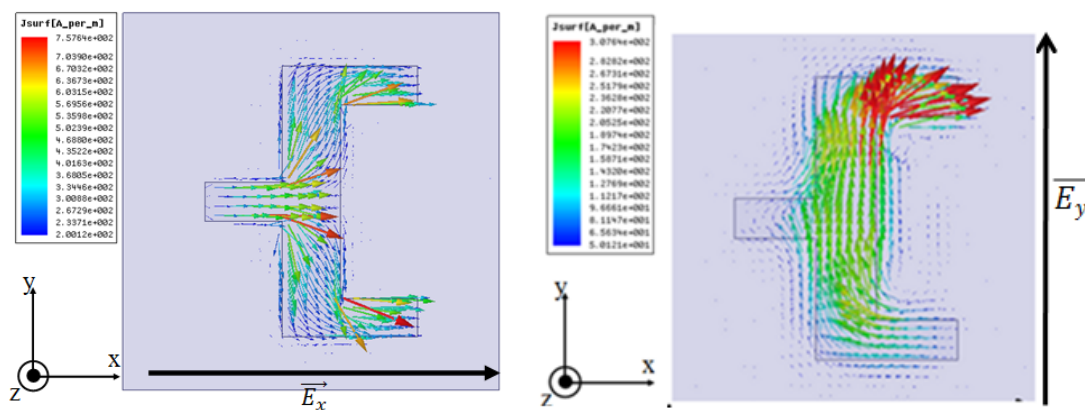 Jsurf[A_per_m]
7.5764e+002
7.0390e+002
6.7032e+002
6.3673e+002
6.0315e+002
5.6956e+002
5.3598e+002
5.0239e+002
4.6880e+002
4.3522e+002
4.0163e+002
3.6805e+002
3.3446e+002
3.0088e+002
2.6729e+002
2.3371e+002
2.0012e+002
y
x
z
Ex
Jsurf[A_per_m]
3.0764e+002
2.8282e+002
2.6731e+002
2.5179e+002
2.3628e+002
2.2077e+002
2.0525e+002
1.8974e+002
1.7423e+002
1.5871e+002
1.4320e+002
1.2769e+002
1.1217e+002
9.6661e+001
8.1147e+001
6.5634e+001
5.0121e+001
y
x
z
Ey